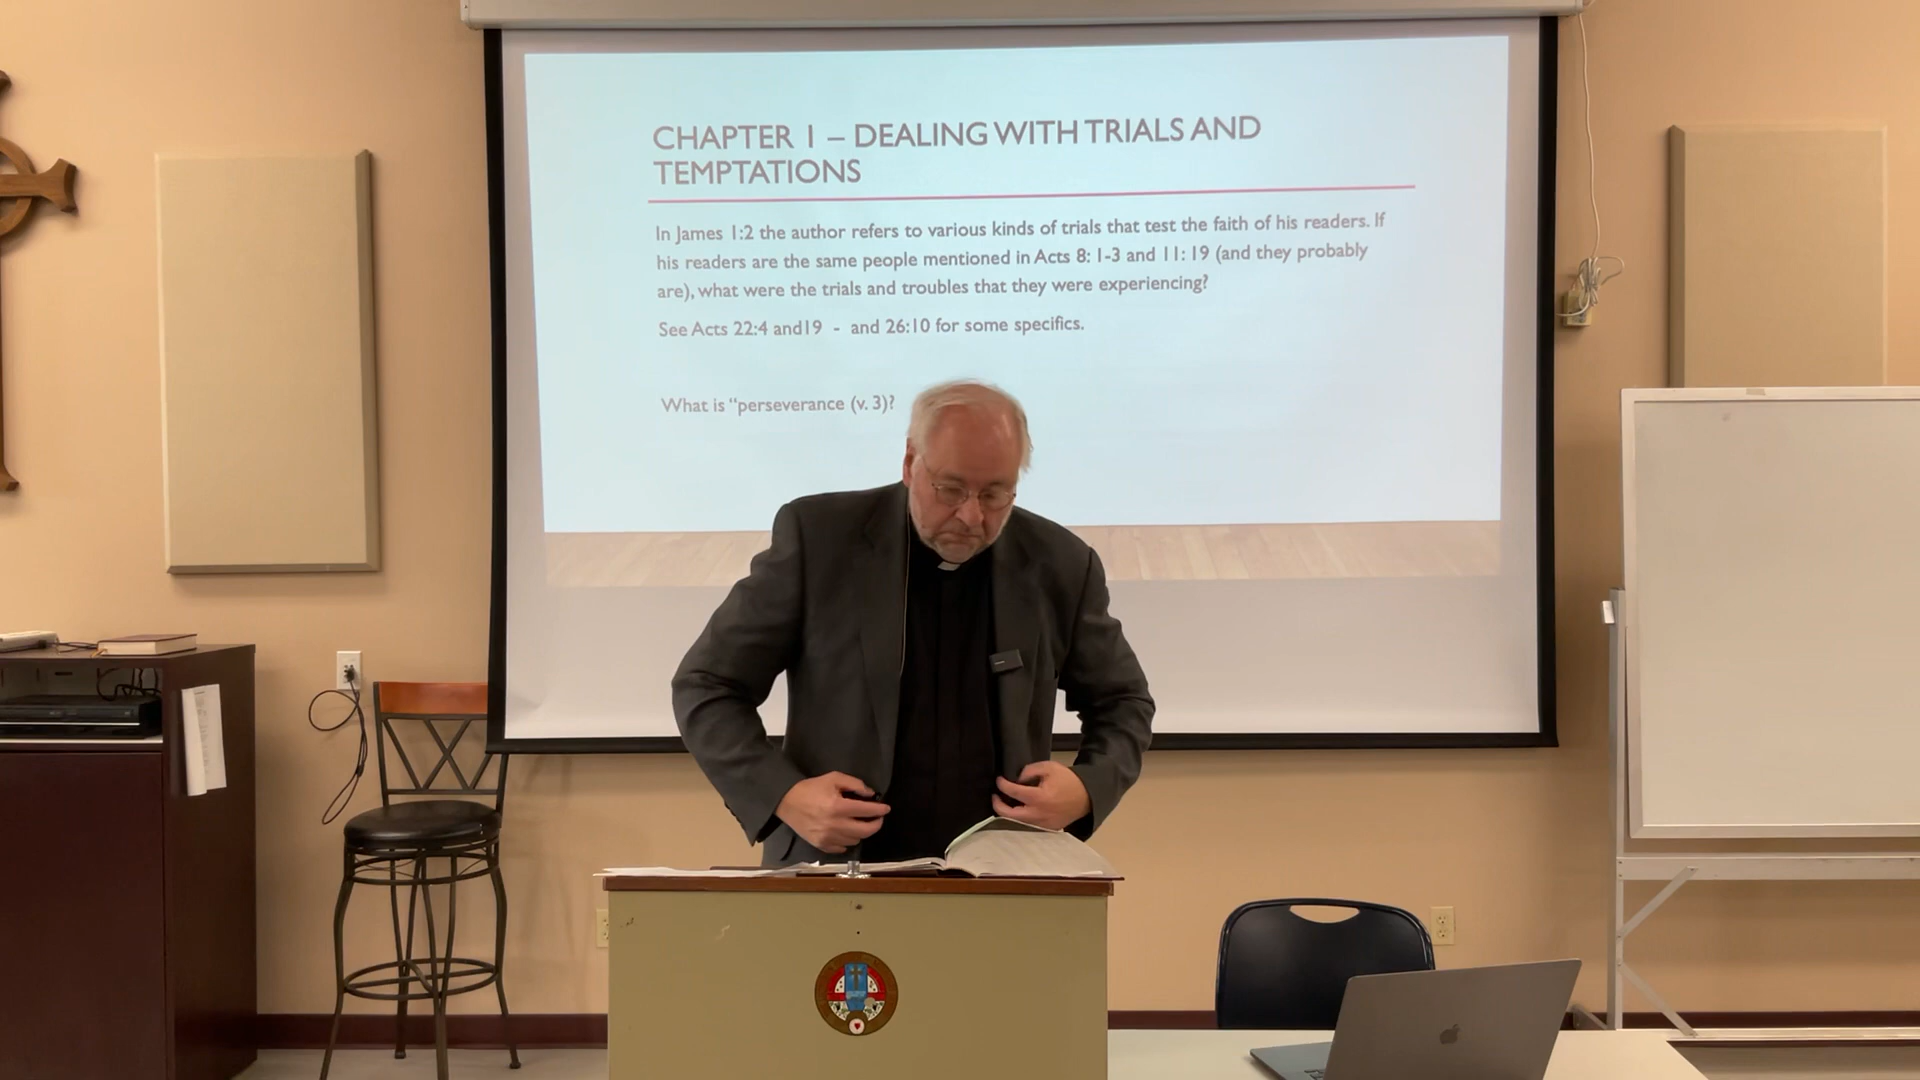 CHAPTER 1 – DEALING WITH TRIALS AND
TEMPTATIONS
In James 1:2 the author refers to various kinds of trials that test the faith of his readers. If
his readers are the same people mentioned in Acts 8: 1-3 and 11: 19 (and they probably
are), what were the trials and troubles that they were experiencing?
See Acts 22:4 and19 - and 26:10 for some specifics.
What is “perseverance (v. 3)?